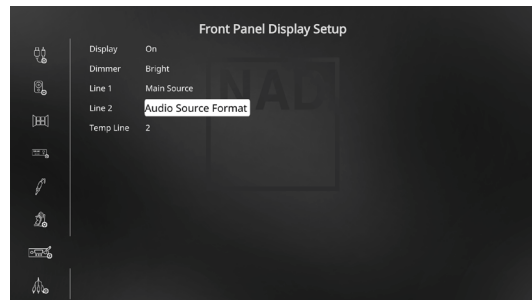 Front Panel Display Setup
Display On
Dimmer Bright
Line 1 Main Source
Line 2 Audio Source Format
Temp Line 2
NAD